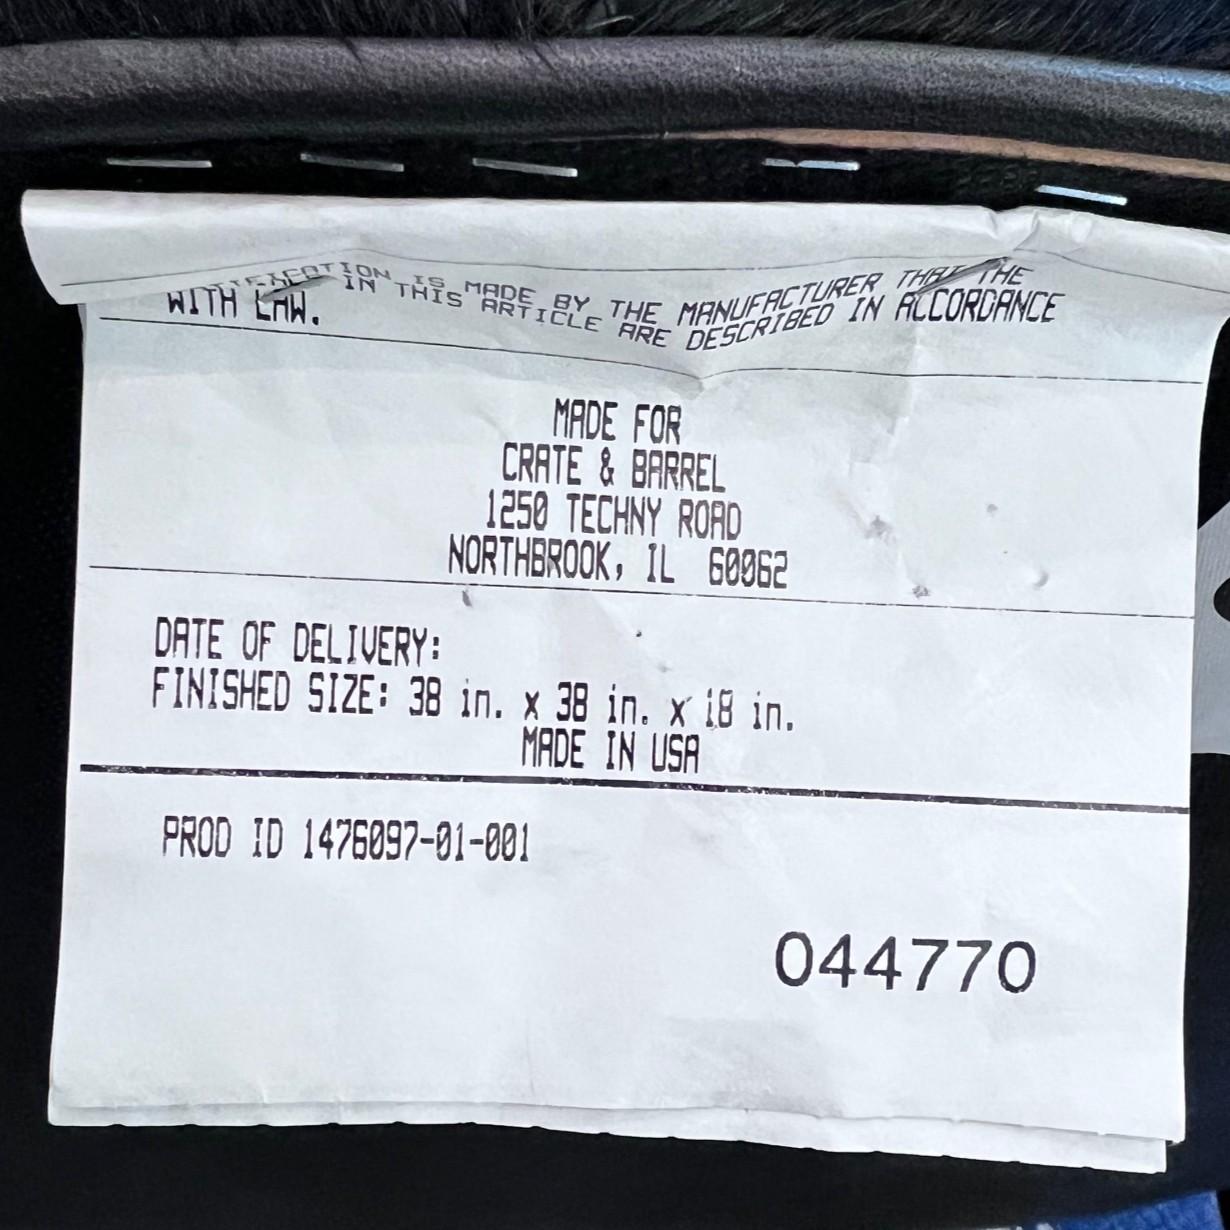 IS MADE BY THE MANUFACTURER THAT THE
IN THIS ARTICLE ARE DESCRIBED IN ACCORDANCE
WITH LAW.
MADE FOR
CRATE & BARREL
1250 TECHNY ROAD
NORTHBROOK, IL 60062
DATE OF DELIVERY:
FINISHED SIZE: 38 in. x 38 in. x 18 in.
MADE IN USA
PROD ID 1476097-01-001
044770